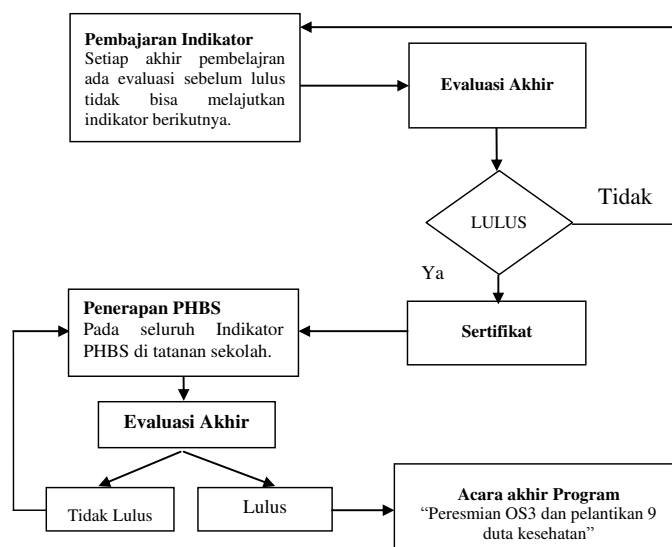 Pembajaran Indikator
Setiap akhir pembelajran
ada evaluasi sebelum lulus
tidak bisa melajutkan
indikator berikutnya.
Evaluasi Akhir
LULUS
Tidak
Ya
Sertifikat
Penerapan PHBS
Pada seluruh Indikator
PHBS di tatanan sekolah.
Evaluasi Akhir
Tidak Lulus
Lulus
Acara akhir Program
“Peresmian OS3 dan pelantikan 9
duta kesehatan”